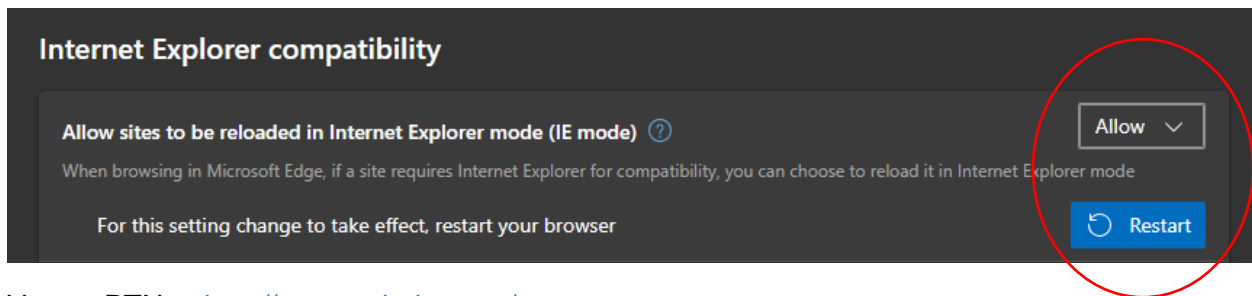 Internet Explorer compatibility
Allow sites to be reloaded in Internet Explorer mode (IE mode) ?
Allow
When browsing in Microsoft Edge, if a site requires Internet Explorer for compatibility, you can choose to reload it in Internet Explorer mode
For this setting change to take effect, restart your browser
Restart